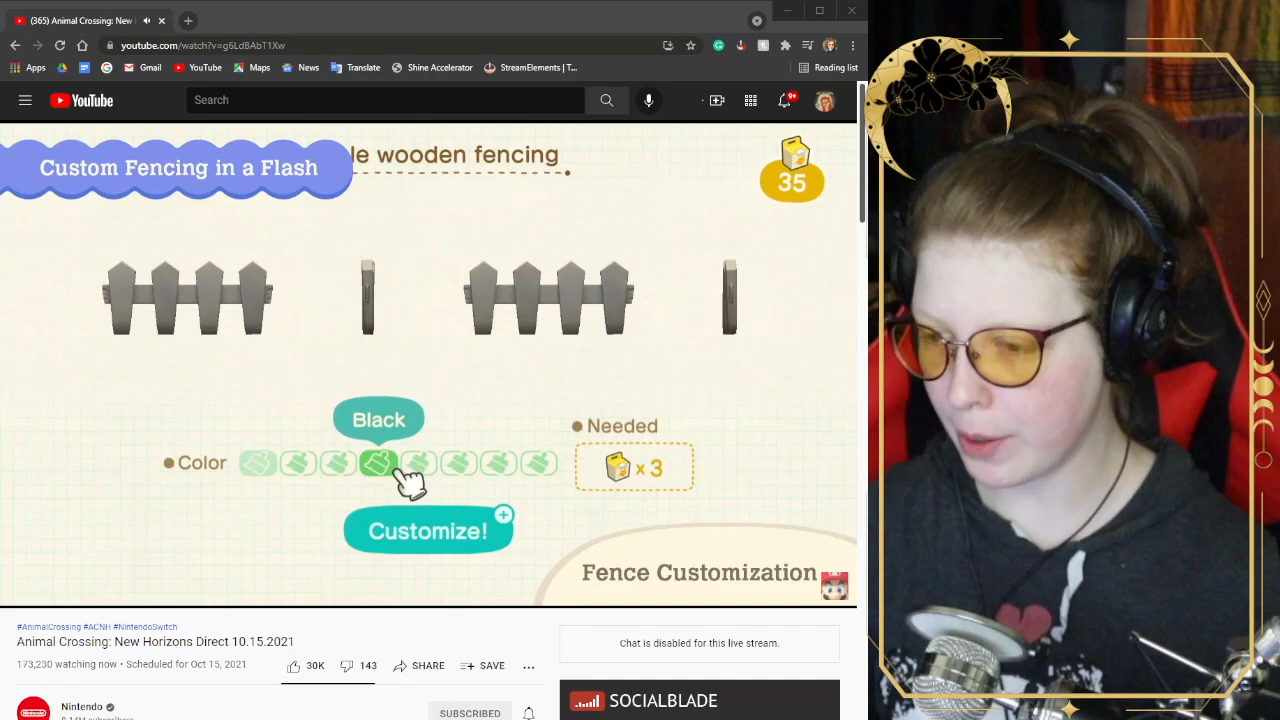 (365) Animal Crossing: New
youtube.com/watch?v=g6LdBAbT1Xw
Apps
Gmail
YouTube
Maps
News
Translate
Shine Accelerator
StreamElements | T...
Reading list
YouTube
Search
9+
Custom Fencing in a Flash
le wooden fencing
35
Black
Needed
Color
x 3
Customize!
Fence Customization
#AnimalCrossing #ACNH #NintendoSwitch
Animal Crossing: New Horizons Direct 10.15.2021
173,230 watching now • Scheduled for Oct 15, 2021
30K
143
SHARE
SAVE
Chat is disabled for this live stream.
Nintendo
SUBSCRIBED
SOCIALBLADE